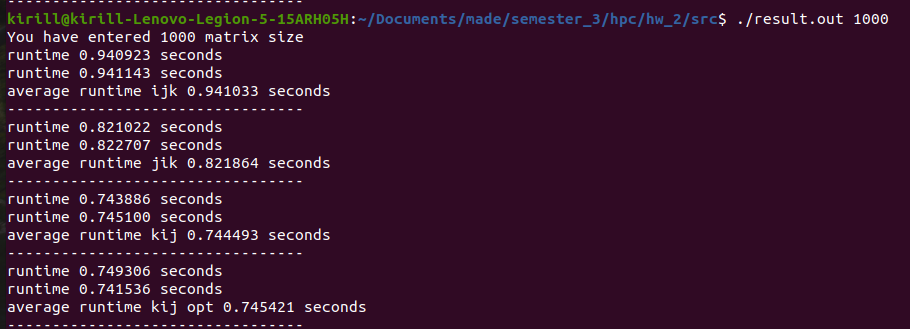 ----------------------------------
kirill@kirill-Lenovo-Legion-5-15ARH05H:~/Documents/made/semester_3/hpc/hw_2/src$ ./result.out 1000
You have entered 1000 matrix size
runtime 0.940923 seconds
runtime 0.941143 seconds
average runtime ijk 0.941033 seconds
---------------------------------
runtime 0.821022 seconds
runtime 0.822707 seconds
average runtime jik 0.821864 seconds
---------------------------------
runtime 0.743886 seconds
runtime 0.745100 seconds
average runtime kij 0.744493 seconds
---------------------------------
runtime 0.749306 seconds
runtime 0.741536 seconds
average runtime kij opt 0.745421 seconds
---------------------------------